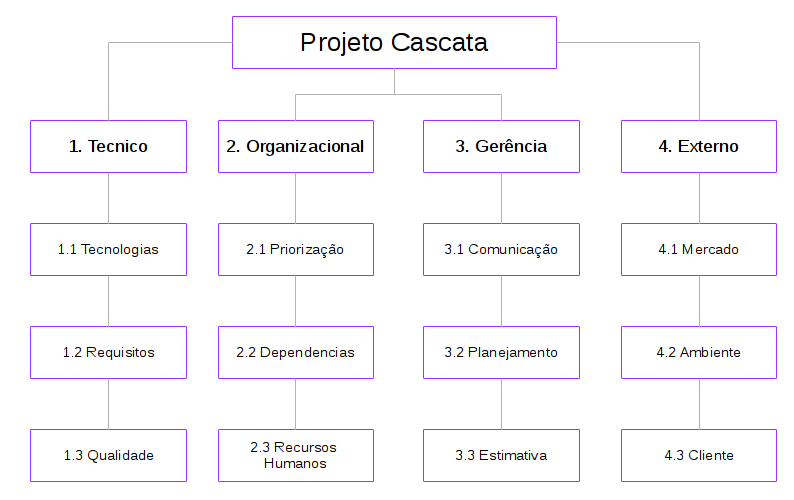 Projeto Cascata
1. Tecnico
2. Organizacional
3. Gerência
4. Externo
1.1 Tecnologias
2.1 Priorização
3.1 Comunicação
4.1 Mercado
1.2 Requisitos
2.2 Dependencias
3.2 Planejamento
4.2 Ambiente
1.3 Qualidade
2.3 Recursos
Humanos
3.3 Estimativa
4.3 Cliente